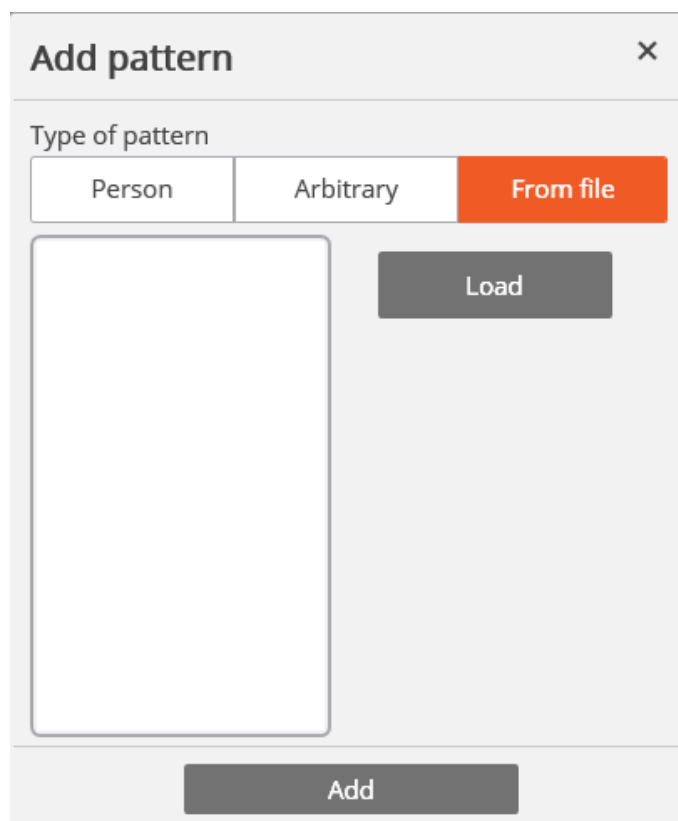 Add pattern ×
Type of pattern
Person Arbitrary From file
Load
Add